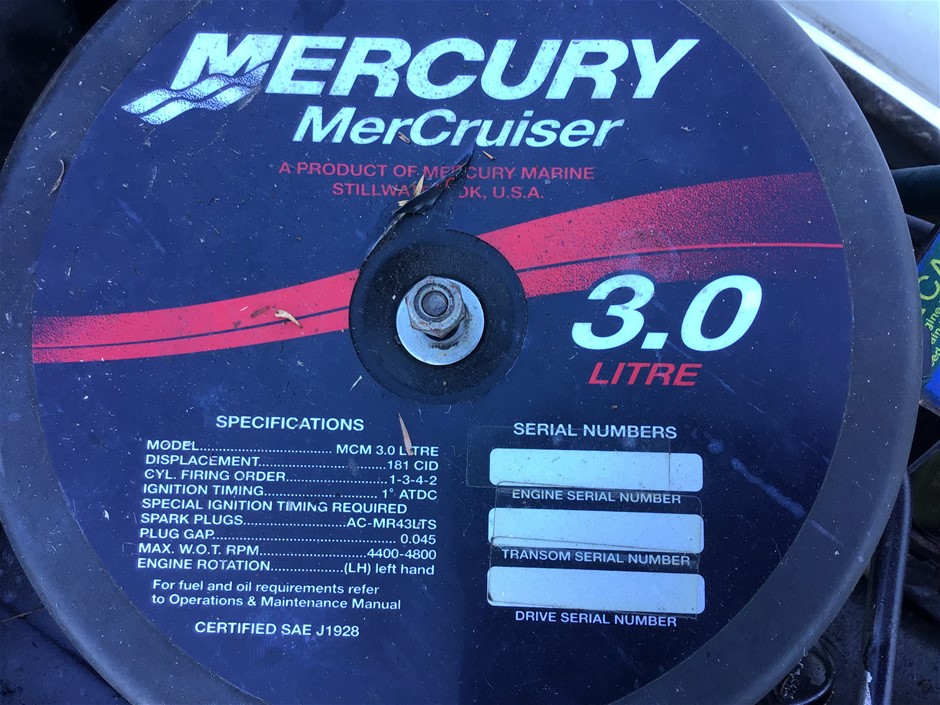 MERCURY
MerCruiser
A PRODUCT OF MERCURY MARINE
OK, U.S.A.
3.0
LITRE
SPECIFICATIONS
MODEL................................ MCM 3.0 LITRE
DISPLACEMENT............................... 181 CID
CYL. FIRING ORDER......................... 1-3-4-2
IGNITION TIMING........................... 1° ATDC
SPECIAL IGNITION TIMING REQUIRED
SPARK PLUGS.........................AC-MR43LTS
PLUG GAP...................................... 0.045
MAX. W.O.T. RPM..........................4400-4800
ENGINE ROTATION.................(LH) left hand
For fuel and oil requirements refer
to Operations & Maintenance Manual
CERTIFIED SAE J1928
SERIAL NUMBERS
ENGINE SERIAL NUMBER
TRANSOM SERIAL NUMBER
DRIVE SERIAL NUMBER